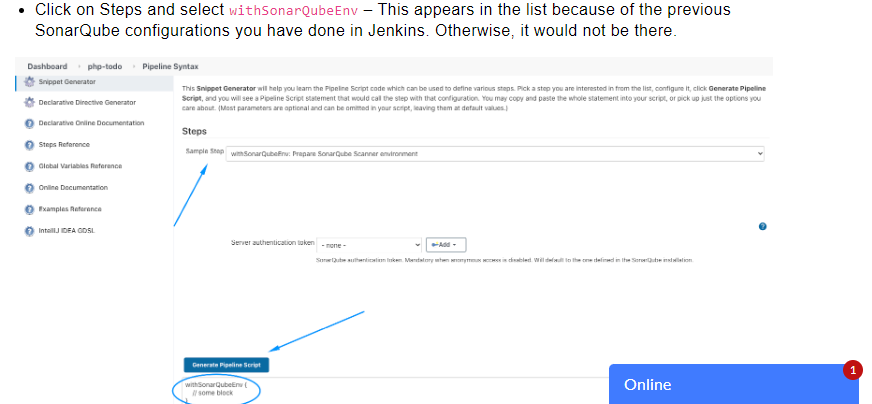 • Click on Steps and select withSonarQubeEnv – This appears in the list because of the previous
SonarQube configurations you have done in Jenkins. Otherwise, it would not be there.
Dashboard › php-todo › Pipeline Syntax
Snippet Generator
Declarative Directive Generator
Declarative Online Documentation
Steps Reference
Global Variables Reference
Online Documentation
Examples Reference
IntelliJ IDEA GDSL
This Snippet Generator will help you learn the Pipeline Script code which can be used to define various steps. Pick a step you are interested in from the list, configure it, click Generate Pipeline
Script, and you will see a Pipeline Script statement that would call the step with that configuration. You may copy and paste the whole statement into your script, or pick up just the options you
care about. (Most parameters are optional and can be omitted in your script, leaving them at default values.)
Steps
Sample Step
withSonarQubeEnv: Prepare SonarQube Scanner environment
Server authentication token
- none -
Add
SonarQube authentication token. Mandatory when anonymous access is disabled. Will default to the one defined in the SonarQube installation.
Generate Pipeline Script
withSonarQubeEnv {
// some block
}
Online
1